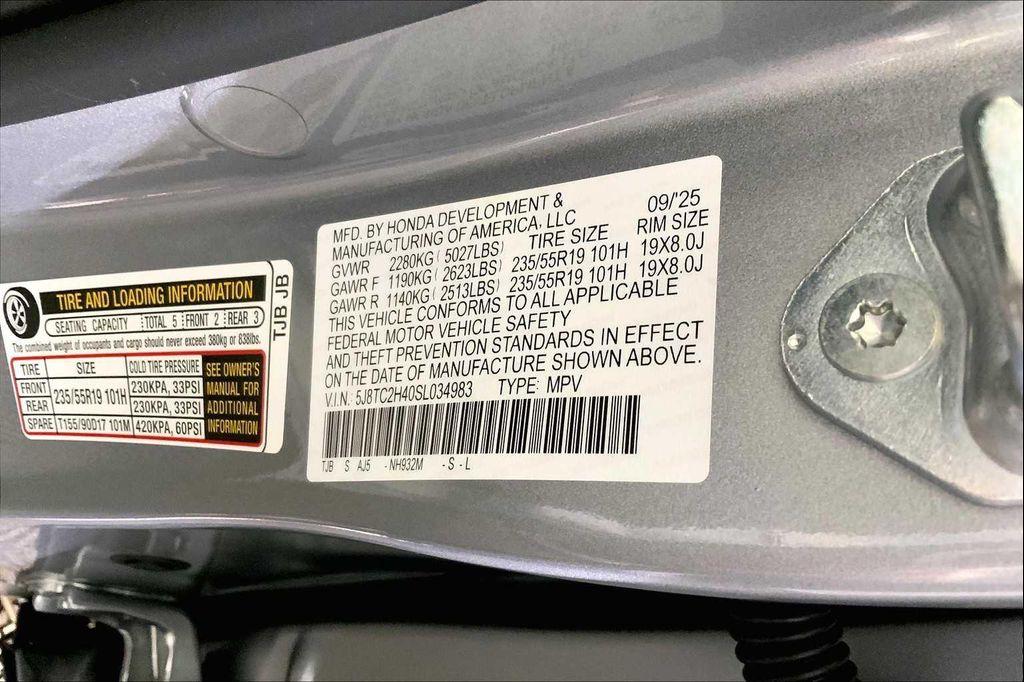 MFD. BY HONDA DEVELOPMENT & 09/'25
MANUFACTURING OF AMERICA, LLC
GVWR 2280KG ( 5027LBS) TIRE SIZE RIM SIZE
GAWR F 1190KG ( 2623LBS) 235/55R19 101H 19X8.0J
GAWR R 1140KG ( 2513LBS) 235/55R19 101H 19X8.0J
THIS VEHICLE CONFORMS TO ALL APPLICABLE
FEDERAL MOTOR VEHICLE SAFETY
AND THEFT PREVENTION STANDARDS IN EFFECT
ON THE DATE OF MANUFACTURE SHOWN ABOVE.
V.I.N.: 5J8TC2H40SL034983 TYPE: MPV
TJB S AJ5 - NH932M - S - L
TIRE AND LOADING INFORMATION
SEATING CAPACITY TOTAL 5 FRONT 2 REAR 3
The combined weight of occupants and cargo should never exceed 380kg or 838lbs.
TIRE SIZE COLD TIRE PRESSURE SEE OWNER'S
FRONT 235/55R19 101H 230KPA, 33PSI MANUAL FOR
REAR 230KPA, 33PSI ADDITIONAL
SPARE T155/90D17 101M 420KPA, 60PSI INFORMATION
TJB JB